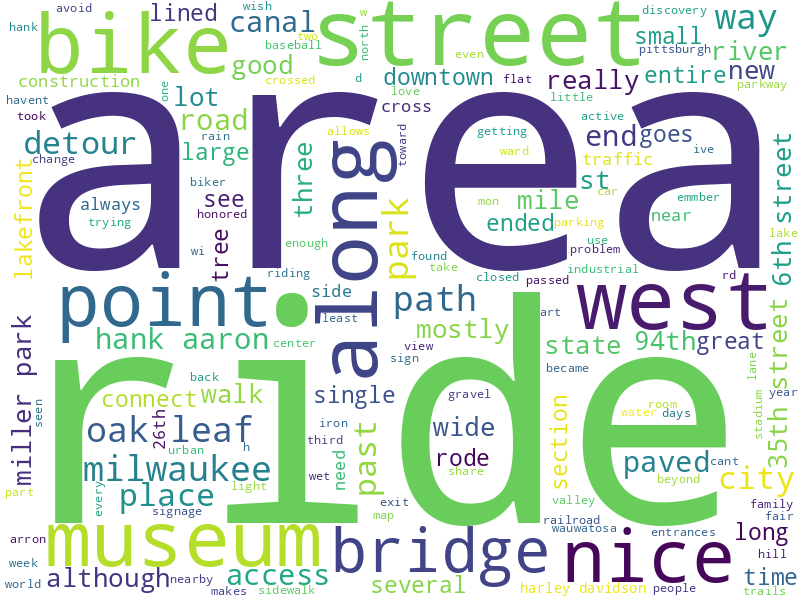 avoid
wish
hank
lined
canal
bike
street
way
discovery
two
baseball
w
north
small
pittsburgh
river
even
good
downtown
construction
one
crossed
d
flat
really
entire
new
parkway
havent
lot
love
little
cross
took
road
rain
allows
getting
active
ive
detour
end
goes
change
large
three
toward
ward
traffic
area
along
st
car
lakefront
biker
mon
mile
emmber
6th street
always
see
honored
park
near
trying
tree
ended
parking
lake
enough
found
problem
wi
riding
take
closed
passed
use
industrial
rd
point
side
path
west
art
least
mostly
hank aaron
center
sign
view
state
94th
great
35th street
miller park
back
became
lane
connect
walk
single
gravel
room
days
year
seen
26th
oak leaf
iron
wide
section
water
stadium
urban
h
third
past
ride
milwaukee
need
wet
rode
paved
cant
share
beyond
city
part
place
every
light
exit
valley
family
signage
map
railroad
fair
arron
museum
bridge
wauwatosa
entrances
long
nice
hill
week
although
nearby
access
time
world
makes
sidewalk
several
harley davidson
people
trails